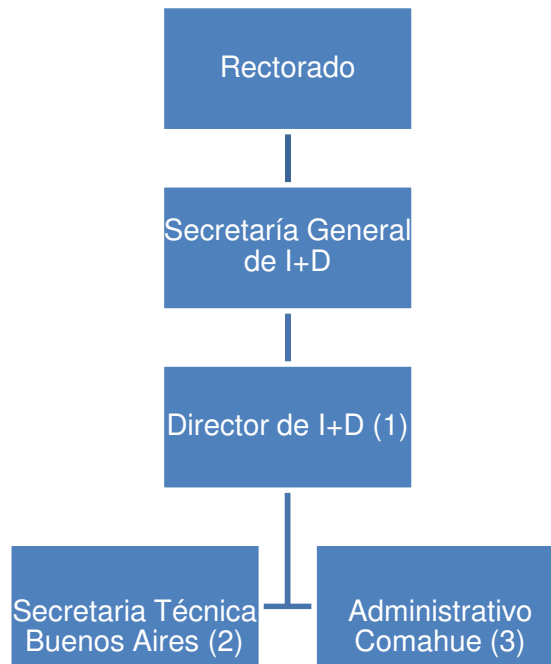 Rectorado
Secretaría General
de I+D
Director de I+D (1)
Secretaria Técnica
Buenos Aires (2)
Administrativo
Comahue (3)